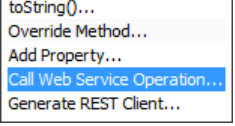 toString()...
Override Method...
Add Property...
Call Web Service Operation...
Generate REST Client...